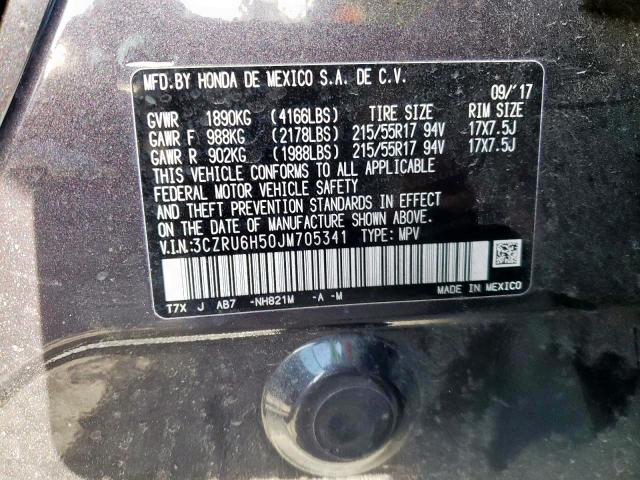 MFD.BY HONDA DE MEXICO S.A. DE C.V.
09/'17
GVWR 1890KG (4166LBS) TIRE SIZE RIM SIZE
GAWR F 988KG (2178LBS) 215/55R17 94V 17X7.5J
GAWR R 902KG (1988LBS) 215/55R17 94V 17X7.5J
THIS VEHICLE CONFORMS TO ALL APPLICABLE
FEDERAL MOTOR VEHICLE SAFETY
AND THEFT PREVENTION STANDARDS IN EFFECT
ON THE DATE OF MANUFACTURE SHOWN ABOVE.
V.I.N.:3CZRU6H50JM705341 TYPE: MPV
T7X J AB7 -NH821M -A -M
MADE IN MEXICO